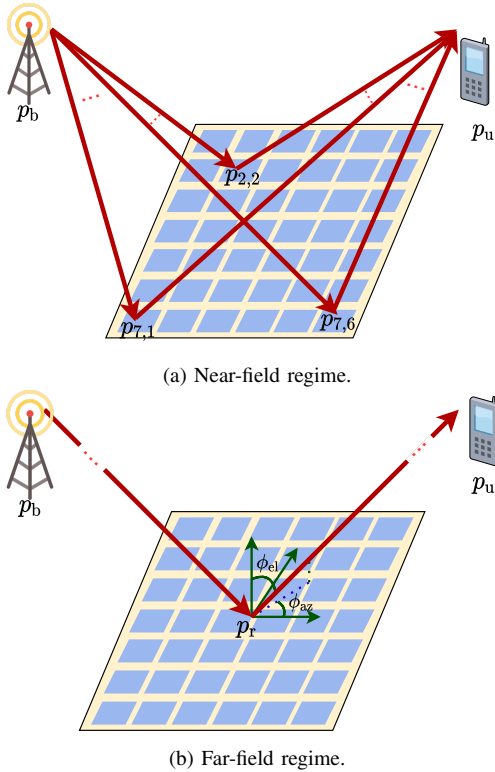 p_b
p_u
p_{2,2}
p_{7,1}
p_{7,6}
(a) Near-field regime.
p_b
p_u
ϕ_el
ϕ_az
p_r
(b) Far-field regime.